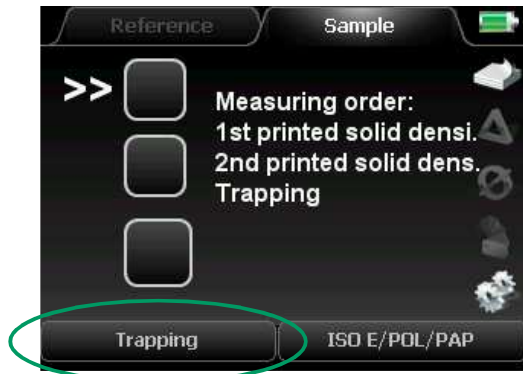 Reference Sample
>>
Measuring order:
1st printed solid densi.
2nd printed solid dens.
Trapping
Trapping ISO E/POL/PAP